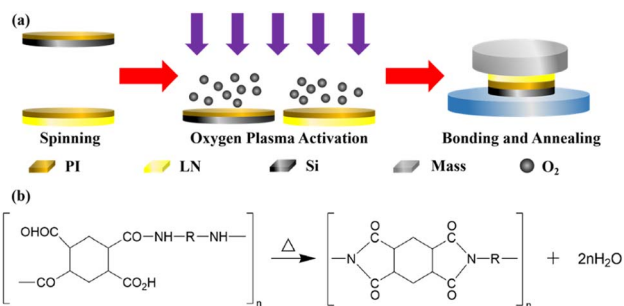 (a)
Spinning Oxygen Plasma Activation Bonding and Annealing
PI LN Si Mass O₂
(b)
OHOC CO—NH—R—NH— △ O O C C —N N—R— + 2nH₂O
—CO CO₂H C C O O
n n